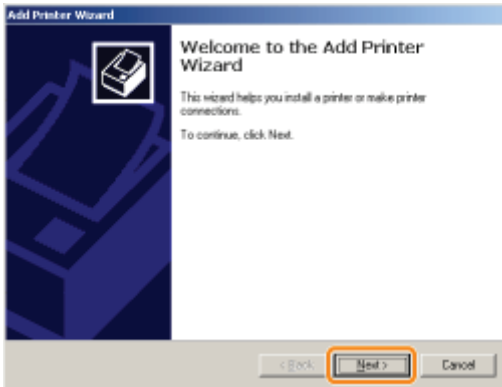 Add Printer Wizard
Welcome to the Add Printer
Wizard
This wizard helps you install a printer or make printer
connections.
To continue, click Next.
< Back
Next >
Cancel